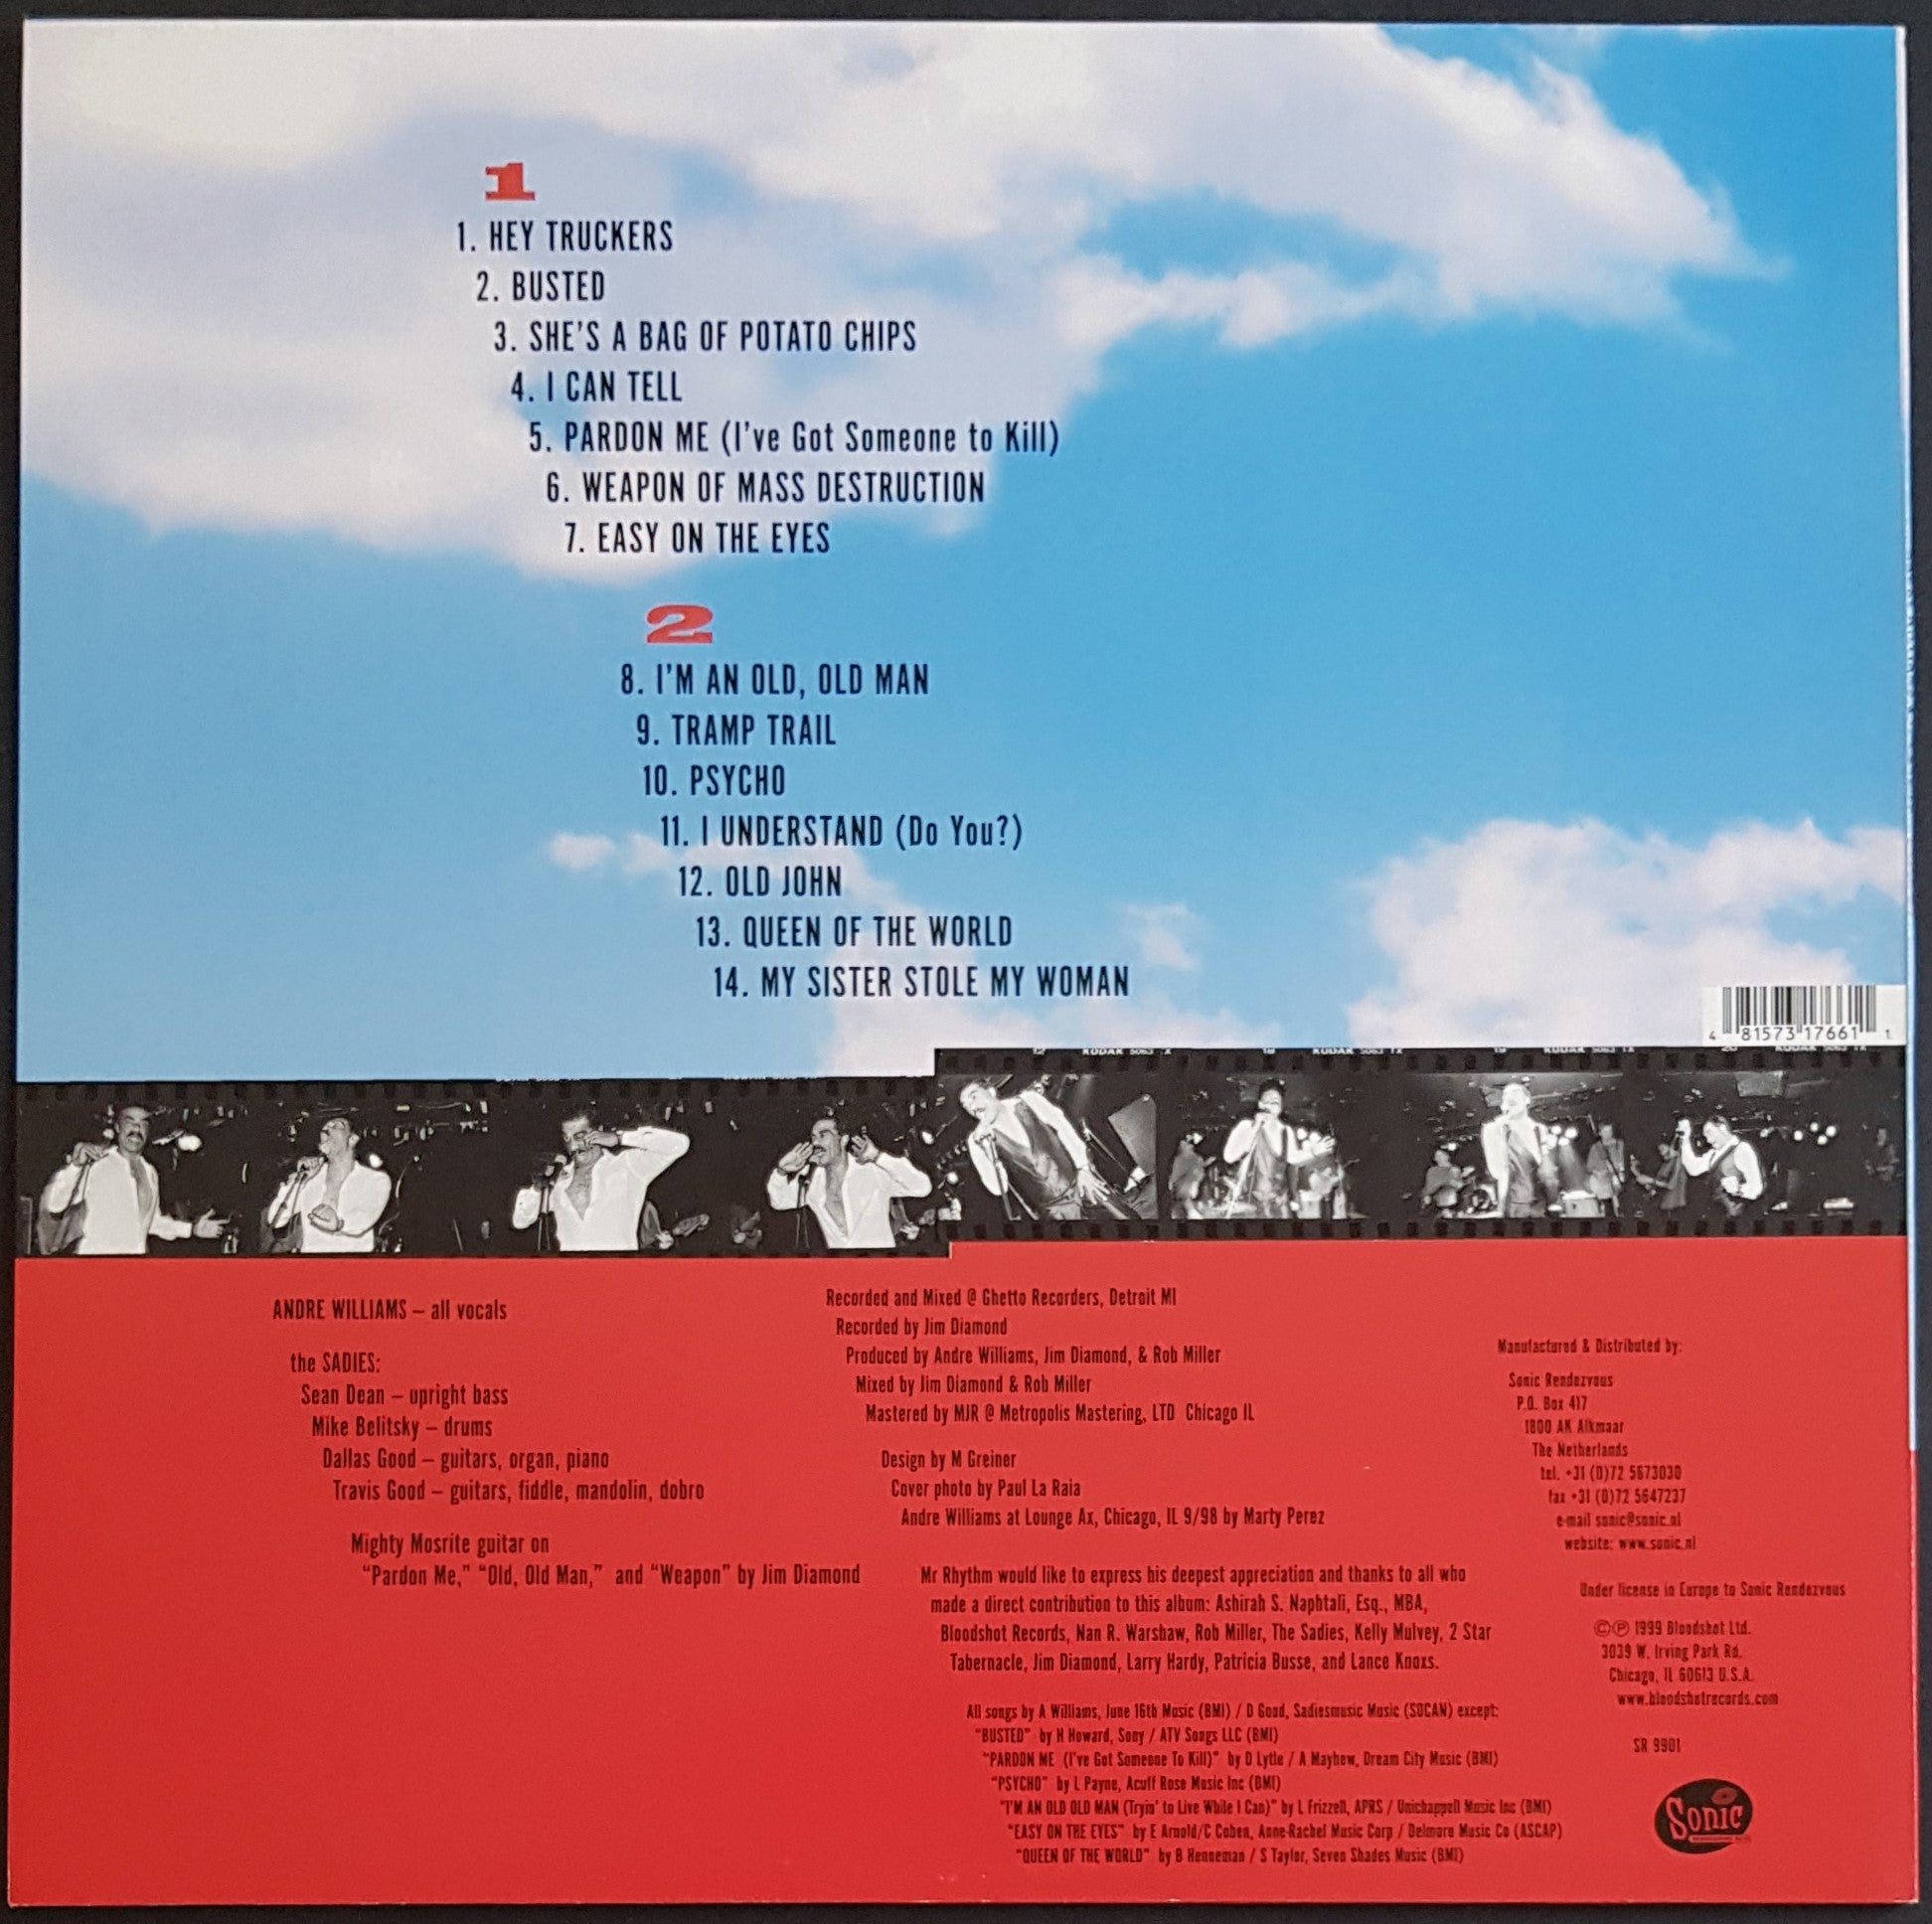 1
1. HEY TRUCKERS
2. BUSTED
3. SHE'S A BAG OF POTATO CHIPS
4. I CAN TELL
5. PARDON ME (I've Got Someone to Kill)
6. WEAPON OF MASS DESTRUCTION
7. EASY ON THE EYES
2
8. I'M AN OLD, OLD MAN
9. TRAMP TRAIL
10. PSYCHO
11. I UNDERSTAND (Do You?)
12. OLD JOHN
13. QUEEN OF THE WORLD
14. MY SISTER STOLE MY WOMAN
4 81573 17661 1
KODAK 5063 TX
KODAK 5063 TX
KODAK 5063 TX
KODAK 5063 TX
ANDRE WILLIAMS – all vocals
the SADIES:
Sean Dean – upright bass
Mike Belitsky – drums
Dallas Good – guitars, organ, piano
Travis Good – guitars, fiddle, mandolin, dobro
Mighty Mosrite guitar on
"Pardon Me," "Old, Old Man," and "Weapon" by Jim Diamond
Recorded and Mixed @ Ghetto Recorders, Detroit MI
Recorded by Jim Diamond
Produced by Andre Williams, Jim Diamond, & Rob Miller
Mixed by Jim Diamond & Rob Miller
Mastered by MJR @ Metropolis Mastering, LTD Chicago IL
Design by M Greiner
Cover photo by Paul La Raia
Andre Williams at Lounge Ax, Chicago, IL 9/98 by Marty Perez
Mr Rhythm would like to express his deepest appreciation and thanks to all who
made a direct contribution to this album: Ashirah S. Naphtali, Esq., MBA,
Bloodshot Records, Nan R. Warshaw, Rob Miller, The Sadies, Kelly Mulvey, 2 Star
Tabernacle, Jim Diamond, Larry Hardy, Patricia Busse, and Lance Knoxs.
All songs by A Williams, June 16th Music (BMI) / D Good, Sadiesmusic Music (SOCAN) except:
"BUSTED" by H Howard, Sony / ATV Songs LLC (BMI)
"PARDON ME (I've Got Someone To Kill)" by D Lytle / A Mayhew, Dream City Music (BMI)
"PSYCHO" by L Payne, Acuff Rose Music Inc (BMI)
"I'M AN OLD OLD MAN (Tryin' to Live While I Can)" by L Frizzell, APRS / Unichappell Music Inc (BMI)
"EASY ON THE EYES" by E Arnold/C Cohen, Anne-Rachel Music Corp / Delmore Music Co (ASCAP)
"QUEEN OF THE WORLD" by B Henneman / S Taylor, Seven Shades Music (BMI)
Manufactured & Distributed by:
Sonic Rendezvous
P.O. Box 417
1800 AK Alkmaar
The Netherlands
tel. +31 (0)72 5673030
fax +31 (0)72 5647237
e-mail sonic@sonic.nl
website: www.sonic.nl
Under license in Europe to Sonic Rendezvous
©℗ 1999 Bloodshot Ltd.
3039 W. Irving Park Rd.
Chicago, IL 60613 U.S.A.
www.bloodshotrecords.com
SR 9901
Sonic